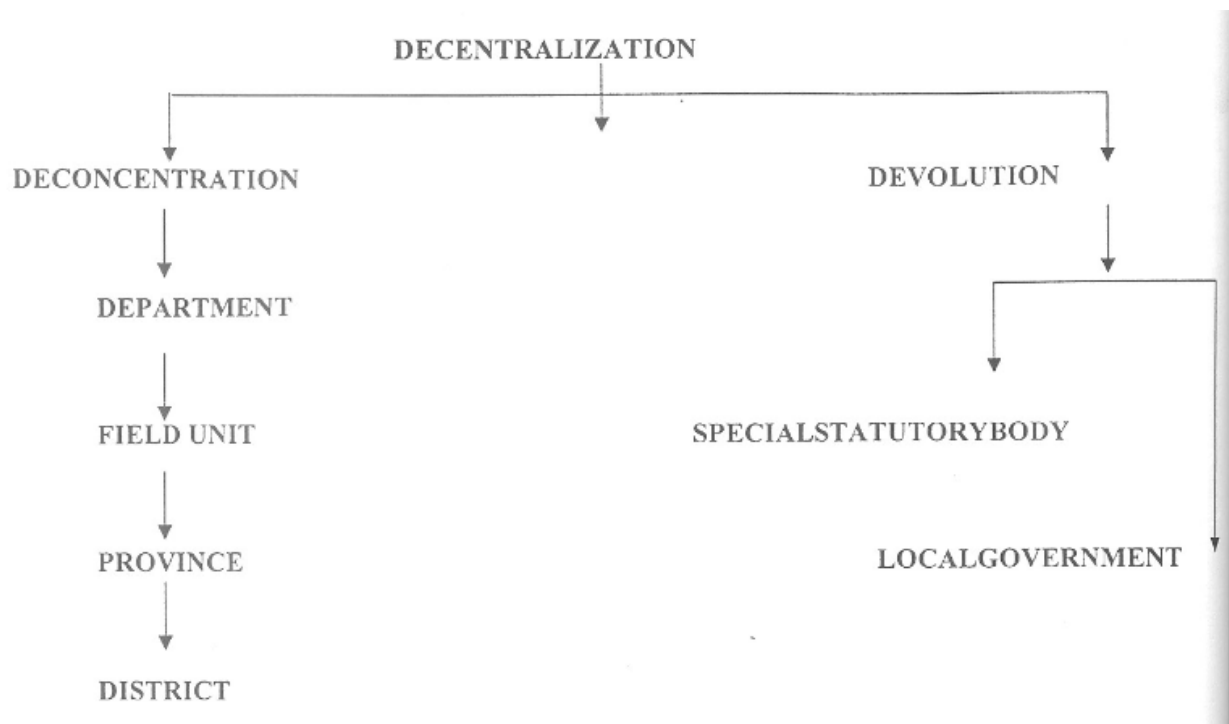 DECENTRALIZATION
DECONCENTRATION
DEVOLUTION
DEPARTMENT
FIELD UNIT
SPECIALSTATUTORYBODY
PROVINCE
LOCALGOVERNMENT
DISTRICT